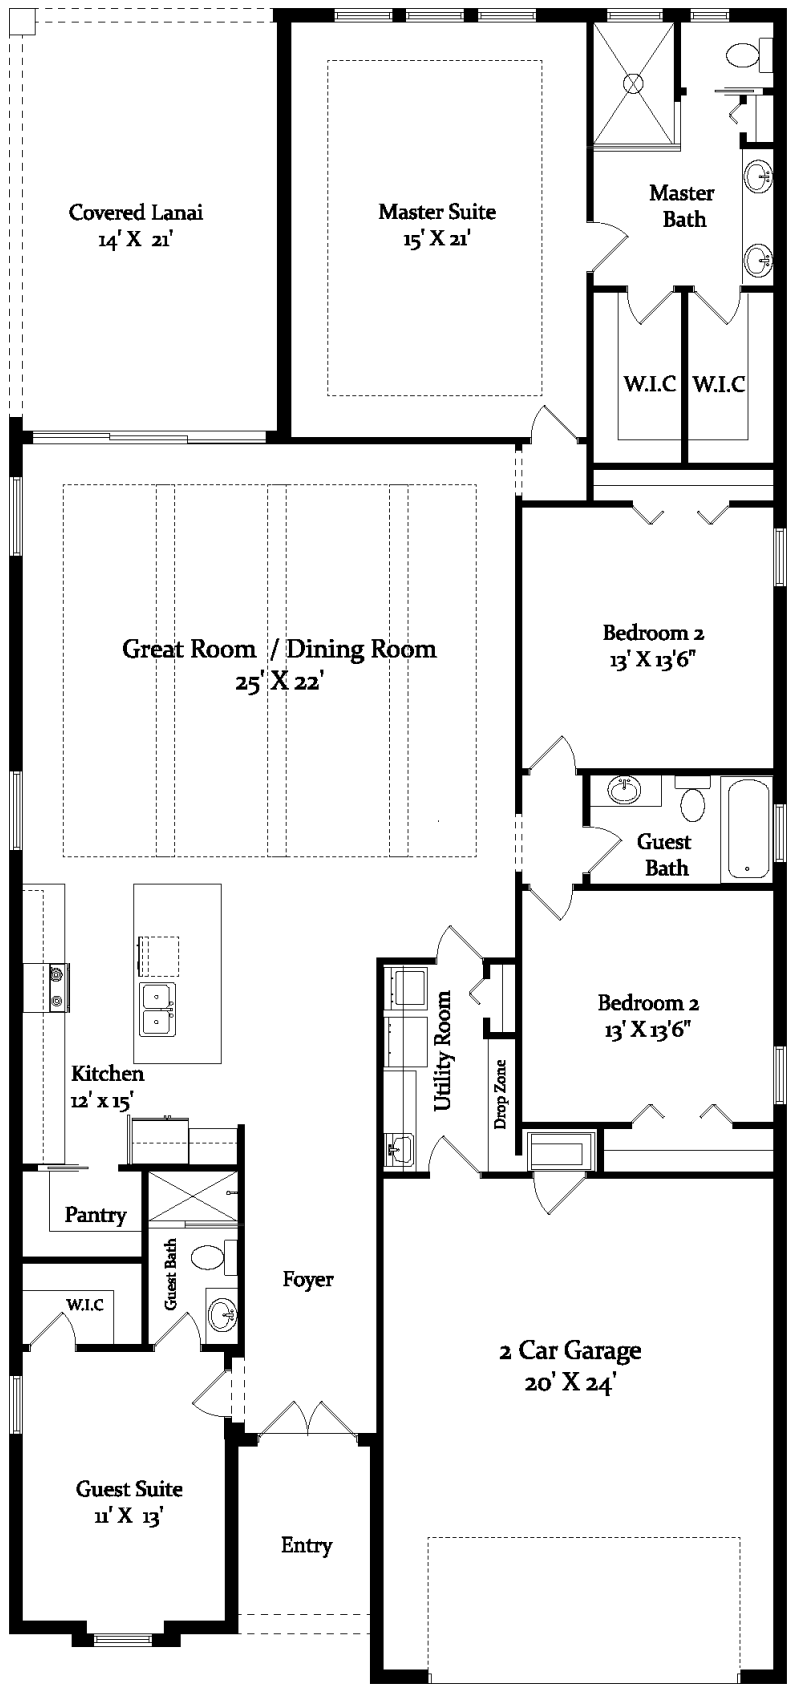 Covered Lanai
14' X 21'
Master Suite
15' X 21'
Master
Bath
W.I.C
W.I.C
Great Room / Dining Room
25' X 22'
Bedroom 2
13' X 13'6"
Guest
Bath
Bedroom 2
13' X 13'6"
Utility Room
Drop Zone
Kitchen
12' x 15'
Pantry
Guest Bath
W.I.C
Foyer
2 Car Garage
20' X 24'
Guest Suite
11' X 13'
Entry